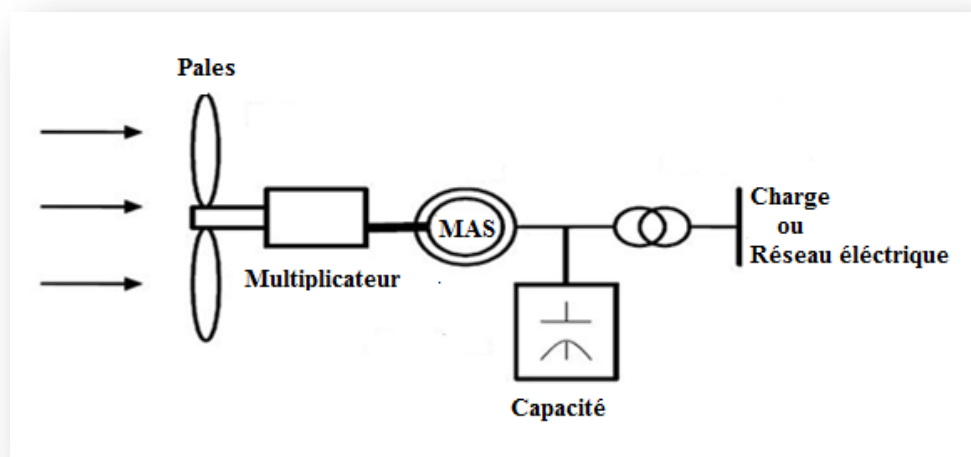 Pales
MAS
Multiplicateur
Charge
ou
Réseau éléctrique
Capacité